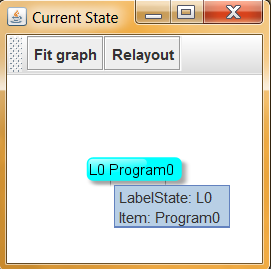 Current State
Fit graph Relayout
L0 Program0
LabelState: L0
Item: Program0